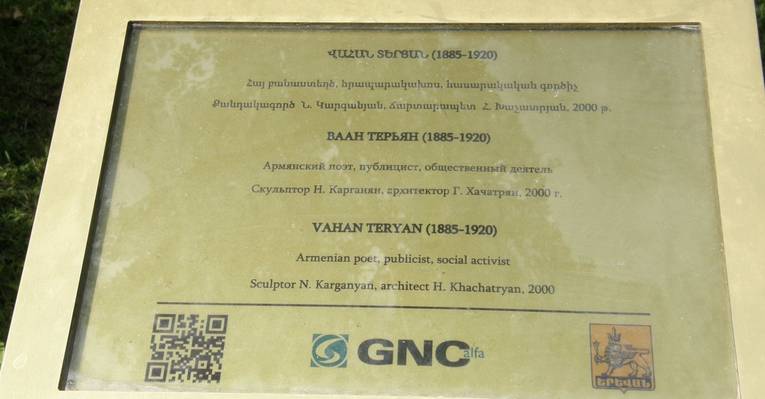 ՎԱՀԱՆ ՏԵՐՅԱՆ (1885-1920)
Հայ բանաստեղծ, հրապարակախոս, հասարակական գործիչ
Քանդակագործ Ն. Կարգանյան, ճարտարապետ Հ. Խաչատրյան, 2000 թ.
ВААН ТЕРЬЯН (1885-1920)
Армянский поэт, публицист, общественный деятель
Скульптор Н. Карганян, архитектор Г. Хачатрян, 2000 г.
VAHAN TERYAN (1885-1920)
Armenian poet, publicist, social activist
Sculptor N. Karganyan, architect H. Khachatryan, 2000
GNC alfa
ԵՐԵՎԱՆ